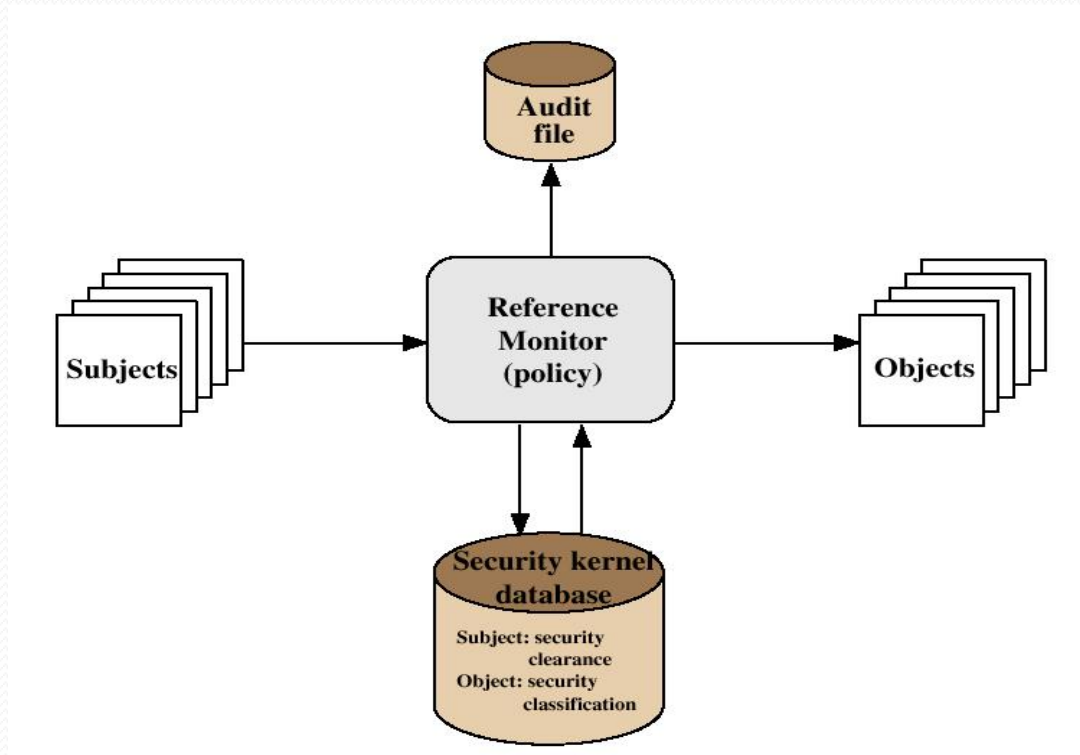 Audit
file
Subjects
Reference
Monitor
(policy)
Objects
Security kernel
database
Subject: security
clearance
Object: security
classification